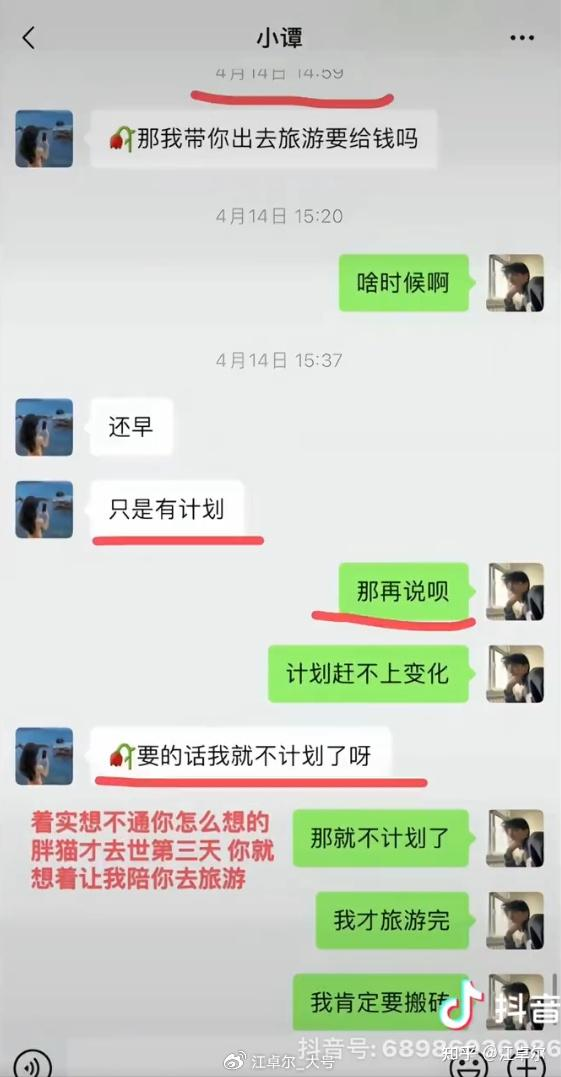 小谭
4月14日 14:59
那我带你出去旅游要给钱吗
4月14日 15:20
啥时候啊
4月14日 15:37
还早
只是有计划
那再说呗
计划赶不上变化
要的话我就不计划了呀
着实想不通你怎么想的
胖猫才去世第三天 你就
想着让我陪你去旅游
那就不计划了
我才旅游完
我肯定要搬砖
抖音
抖音号:
知乎 @江卓尔
江卓尔_大号